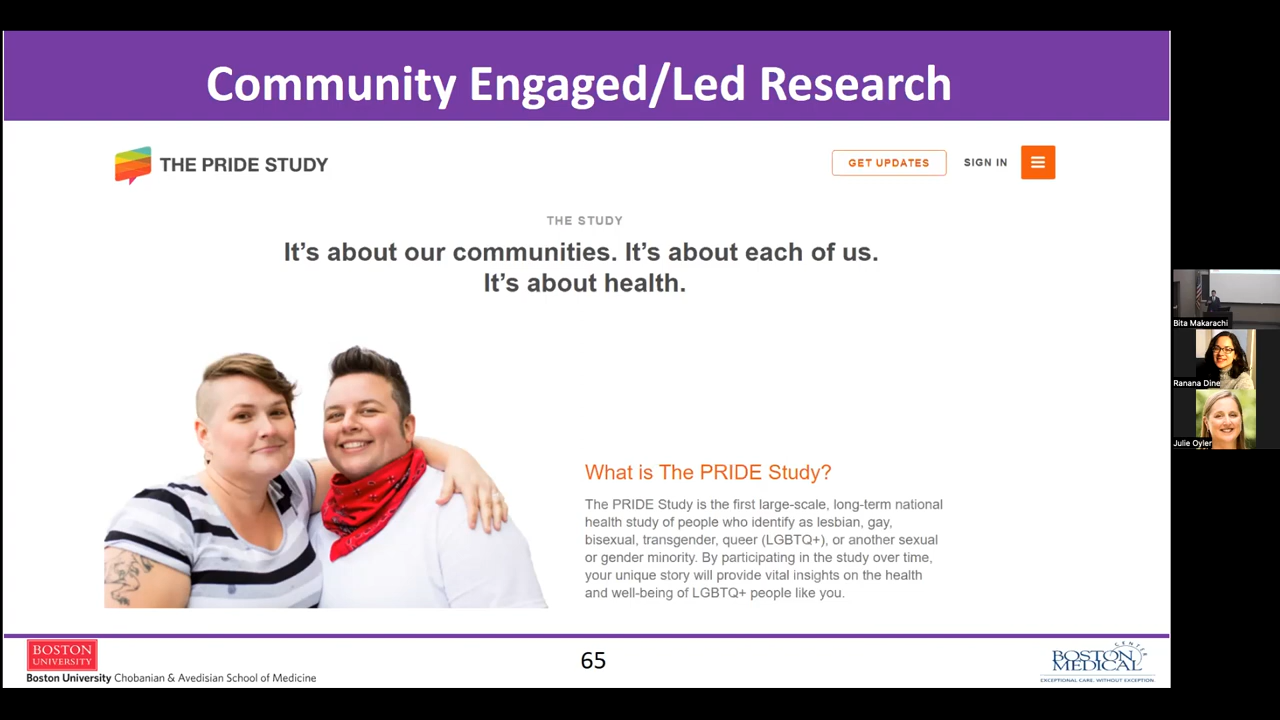 Community Engaged/Led Research
THE PRIDE STUDY
GET UPDATES
SIGN IN
THE STUDY
It's about our communities. It's about each of us.
It's about health.
What is The PRIDE Study?
The PRIDE Study is the first large-scale, long-term national
health study of people who identify as lesbian, gay,
bisexual, transgender, queer (LGBTQ+), or another sexual
or gender minority. By participating in the study over time,
your unique story will provide vital insights on the health
and well-being of LGBTQ+ people like you.
Bita Makarachi
Ranana Dine
Julie Oyler
BOSTON
UNIVERSITY
Boston University Chobanian & Avedisian School of Medicine
65
BOSTON
MEDICAL
CENTER
EXCEPTIONAL CARE. WITHOUT EXCEPTION